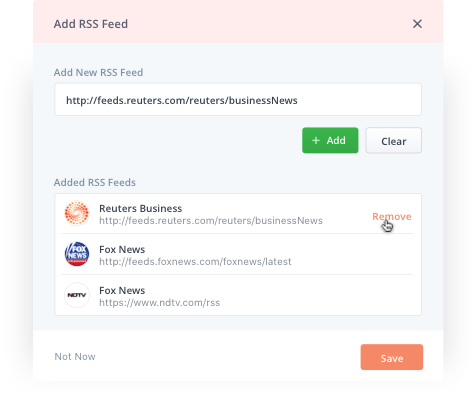 Add RSS Feed
Add New RSS Feed
http://feeds.reuters.com/reuters/businessNews
+ Add
Clear
Added RSS Feeds
Reuters Business
http://feeds.reuters.com/reuters/businessNews
Remove
FOX
NEWS
Fox News
http://feeds.foxnews.com/foxnews/latest
NDTV
Fox News
https://www.ndtv.com/rss
Not Now
Save